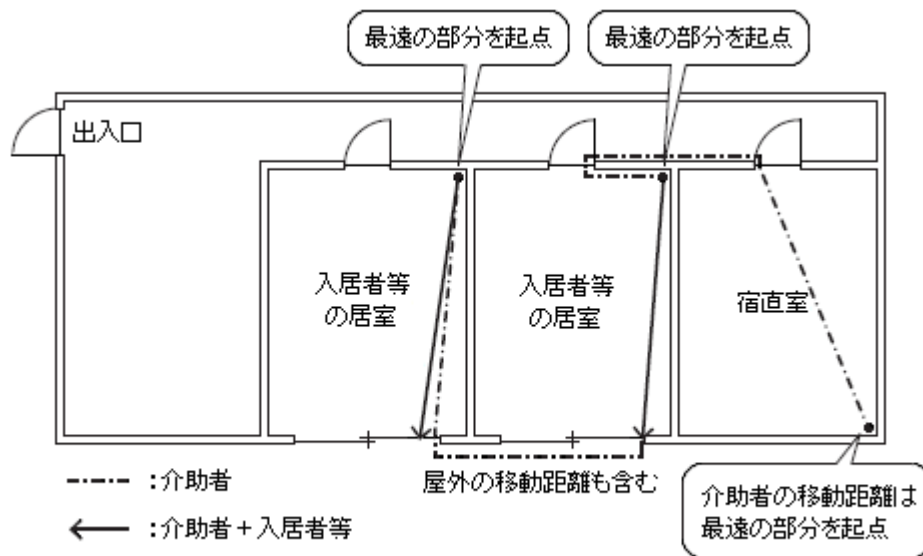 最遠の部分を起点
最遠の部分を起点
出入口
入居者等
の居室
入居者等
の居室
宿直室
:介助者
屋外の移動距離も含む
:介助者+入居者等
介助者の移動距離は
最遠の部分を起点